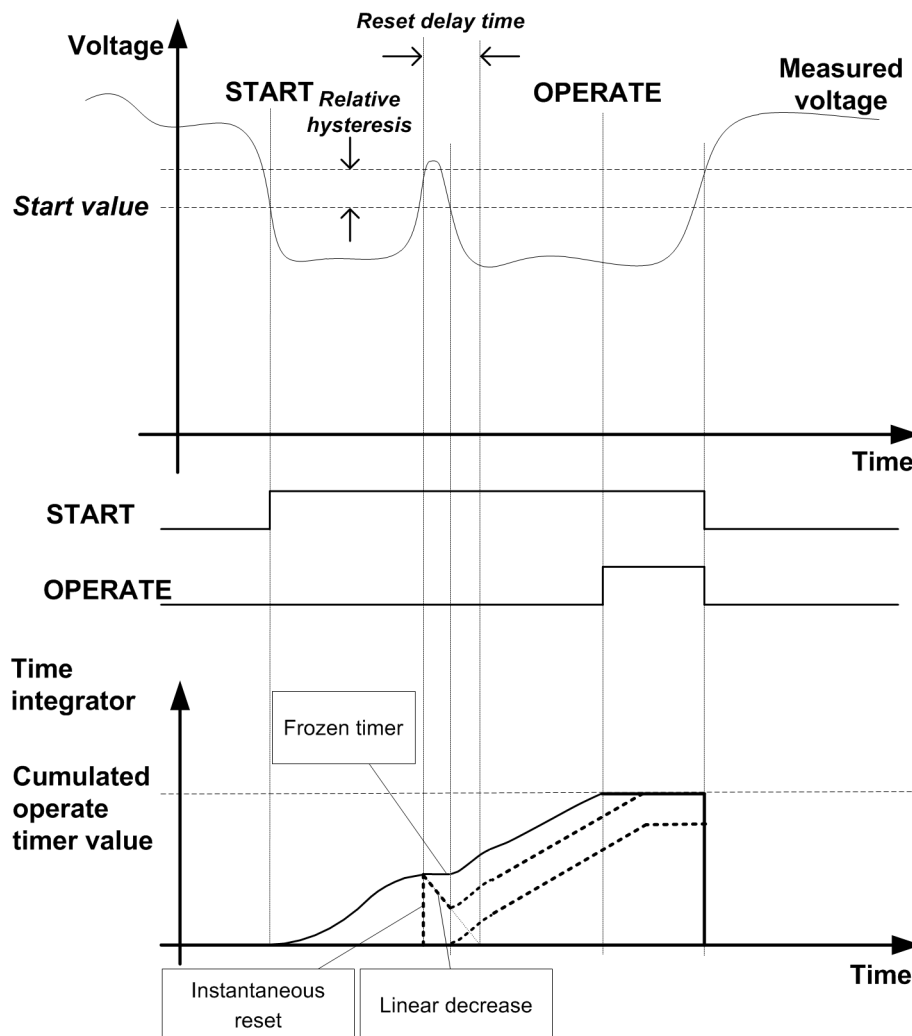 Reset delay time
Voltage
START
Relative
hysteresis
OPERATE
Measured
voltage
Start value
Time
START
OPERATE
Time
integrator
Frozen timer
Cumulated
operate
timer value
Time
Instantaneous
reset
Linear decrease